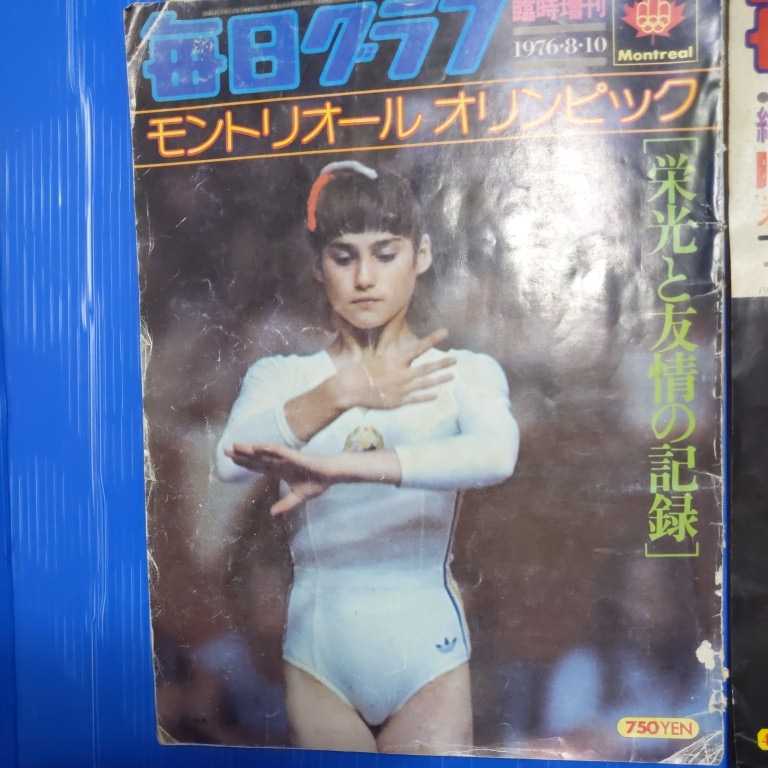 毎日グラフ
臨時増刊
1976・8・10
Montreal
モントリオール オリンピック
[栄光と友情の記録]
750YEN